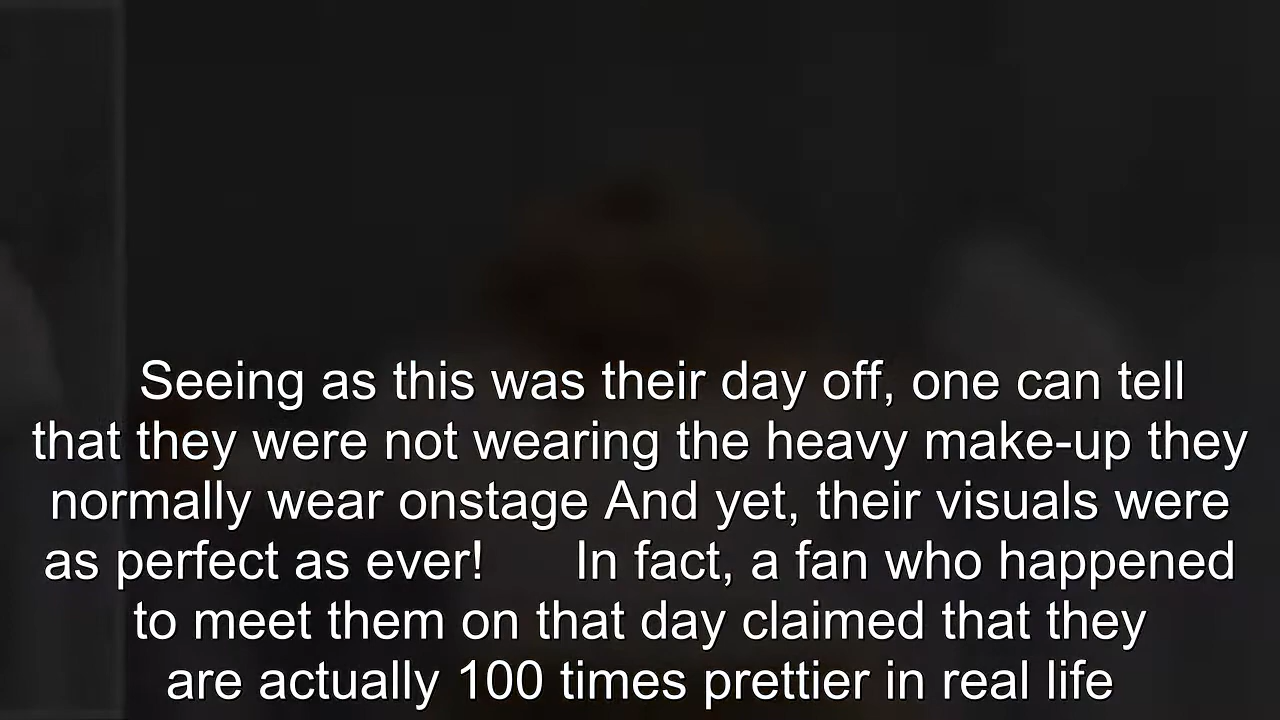 Seeing as this was their day off, one can tell
that they were not wearing the heavy make-up they
normally wear onstage And yet, their visuals were
as perfect as ever! In fact, a fan who happened
to meet them on that day claimed that they
are actually 100 times prettier in real life